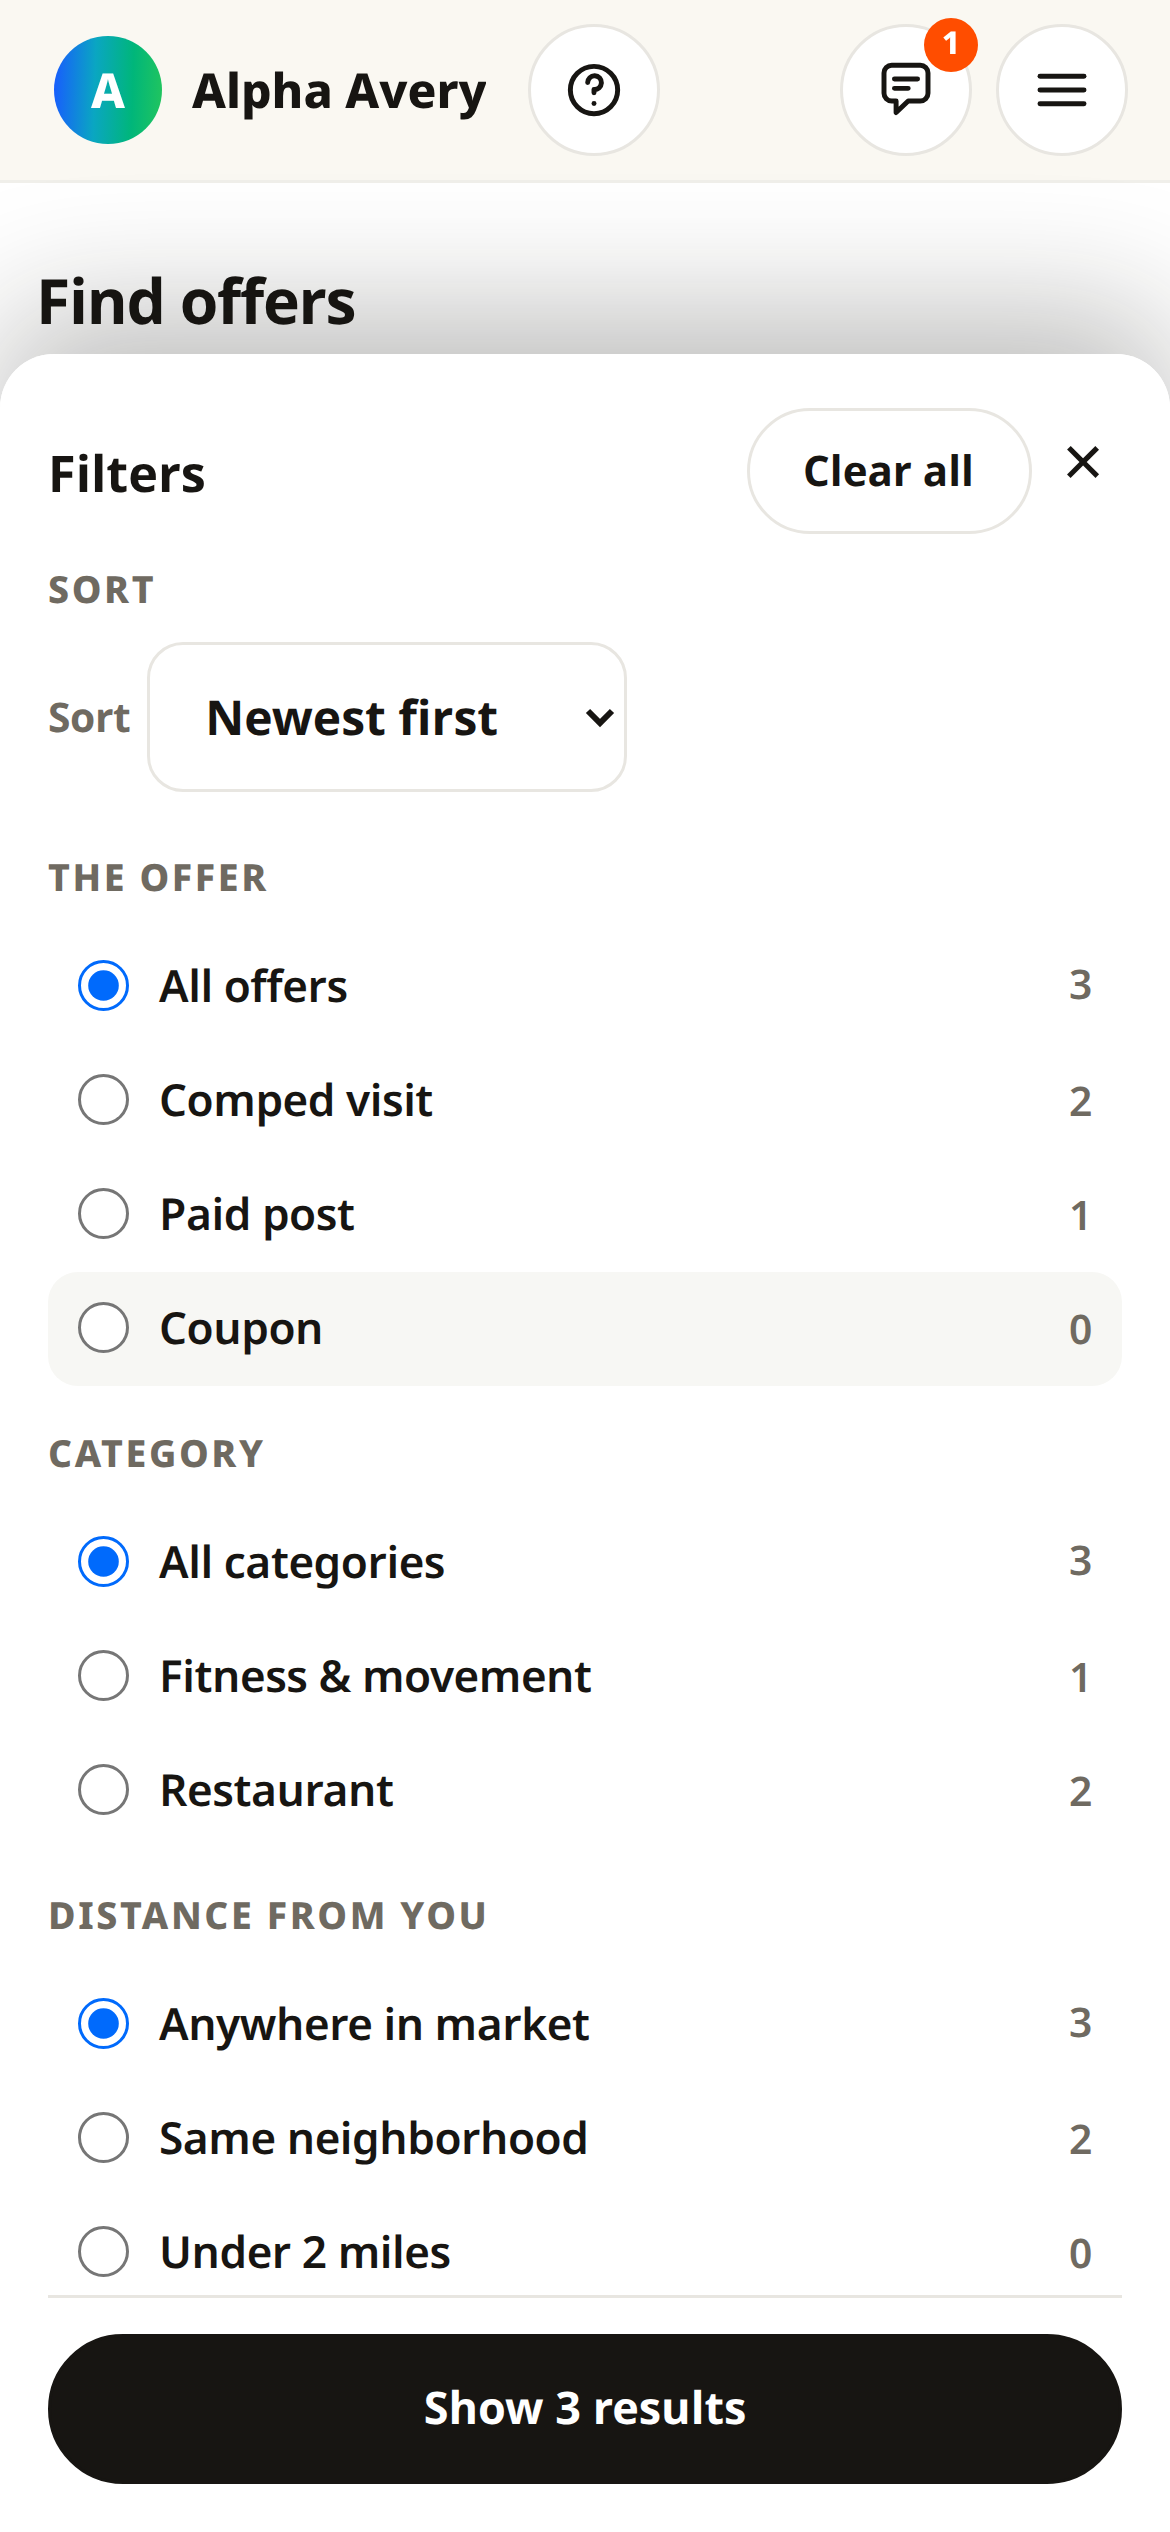 A
Alpha Avery
1
Find offers
Filters
Clear all
SORT
Sort
Newest first
THE OFFER
All offers 3
Comped visit 2
Paid post 1
Coupon 0
CATEGORY
All categories 3
Fitness & movement 1
Restaurant 2
DISTANCE FROM YOU
Anywhere in market 3
Same neighborhood 2
Under 2 miles 0
Show 3 results